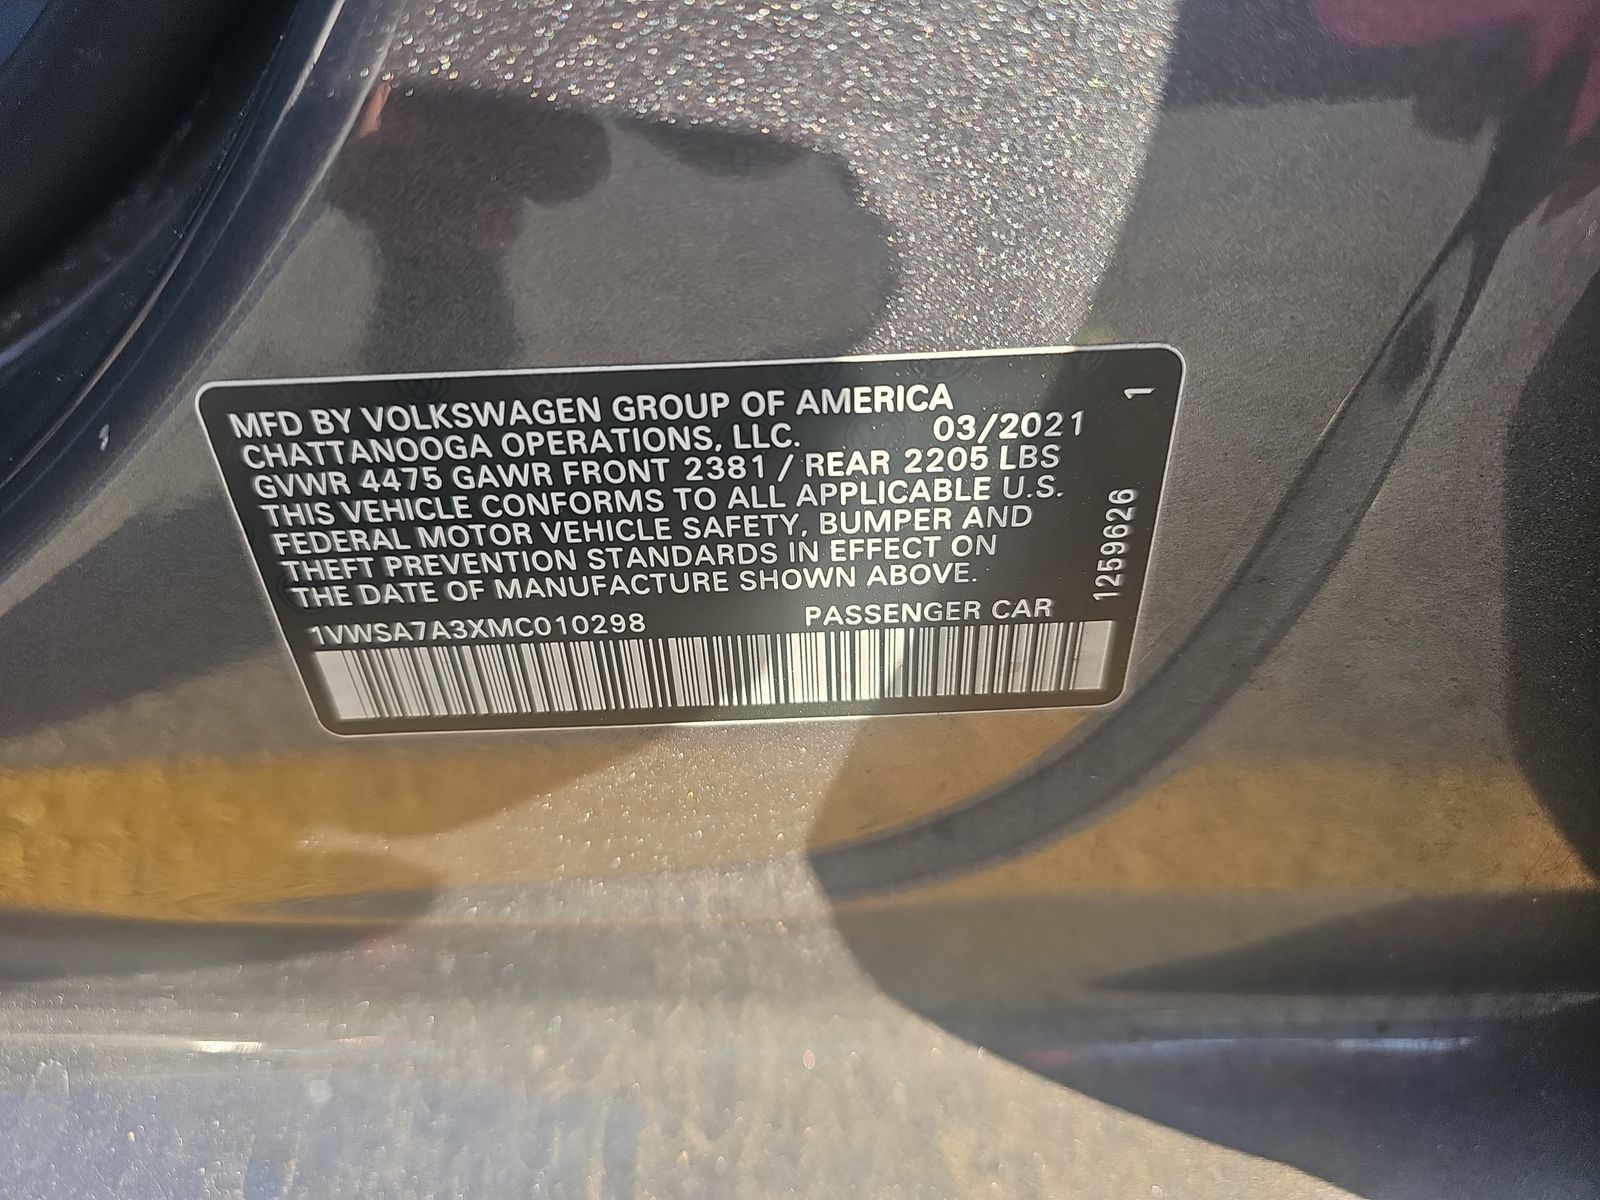 MFD BY VOLKSWAGEN GROUP OF AMERICA
CHATTANOOGA OPERATIONS, LLC. 03/2021
GVWR 4475 GAWR FRONT 2381 / REAR 2205 LBS
THIS VEHICLE CONFORMS TO ALL APPLICABLE U.S.
FEDERAL MOTOR VEHICLE SAFETY, BUMPER AND
THEFT PREVENTION STANDARDS IN EFFECT ON
THE DATE OF MANUFACTURE SHOWN ABOVE.
1VWSA7A3XMC010298 PASSENGER CAR
1259626 1